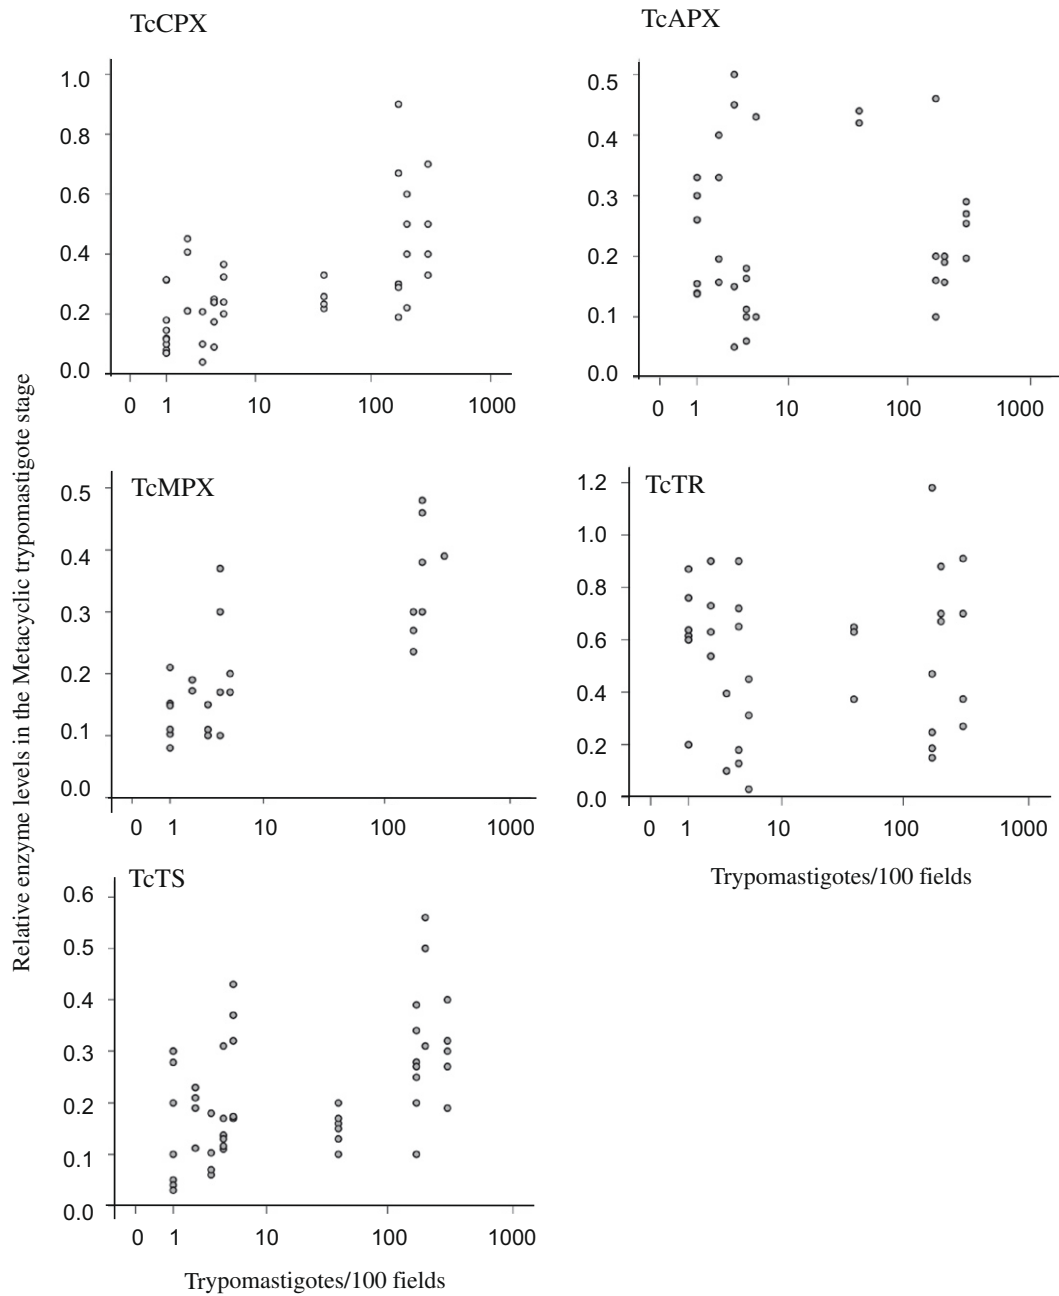 TcCPX
1.0
0.8
0.6
0.4
0.2
0.0
0 1 10 100 1000
TcAPX
0.5
0.4
0.3
0.2
0.1
0.0
0 1 10 100 1000
Relative enzyme levels in the Metacyclic trypomastigote stage
TcMPX
0.5
0.4
0.3
0.2
0.1
0.0
0 1 10 100 1000
TcTR
1.2
1.0
0.8
0.6
0.4
0.2
0.0
0 1 10 100 1000
Trypomastigotes/100 fields
TcTS
0.6
0.5
0.4
0.3
0.2
0.1
0.0
0 1 10 100 1000
Trypomastigotes/100 fields